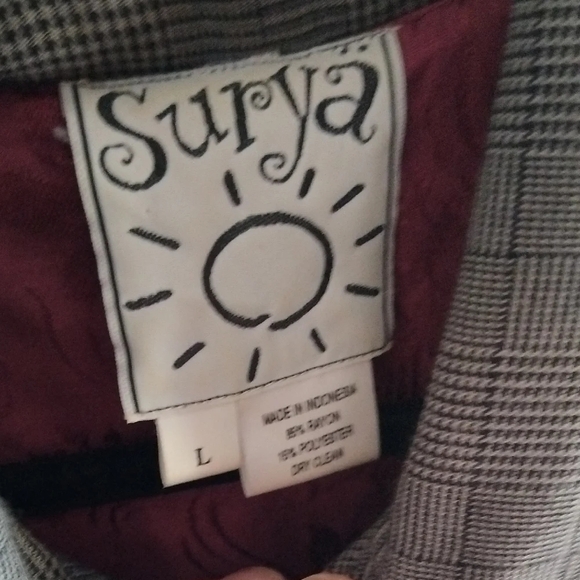 Surya
L
MADE IN INDONESIA
85% RAYON
15% POLYESTER
DRY CLEAN